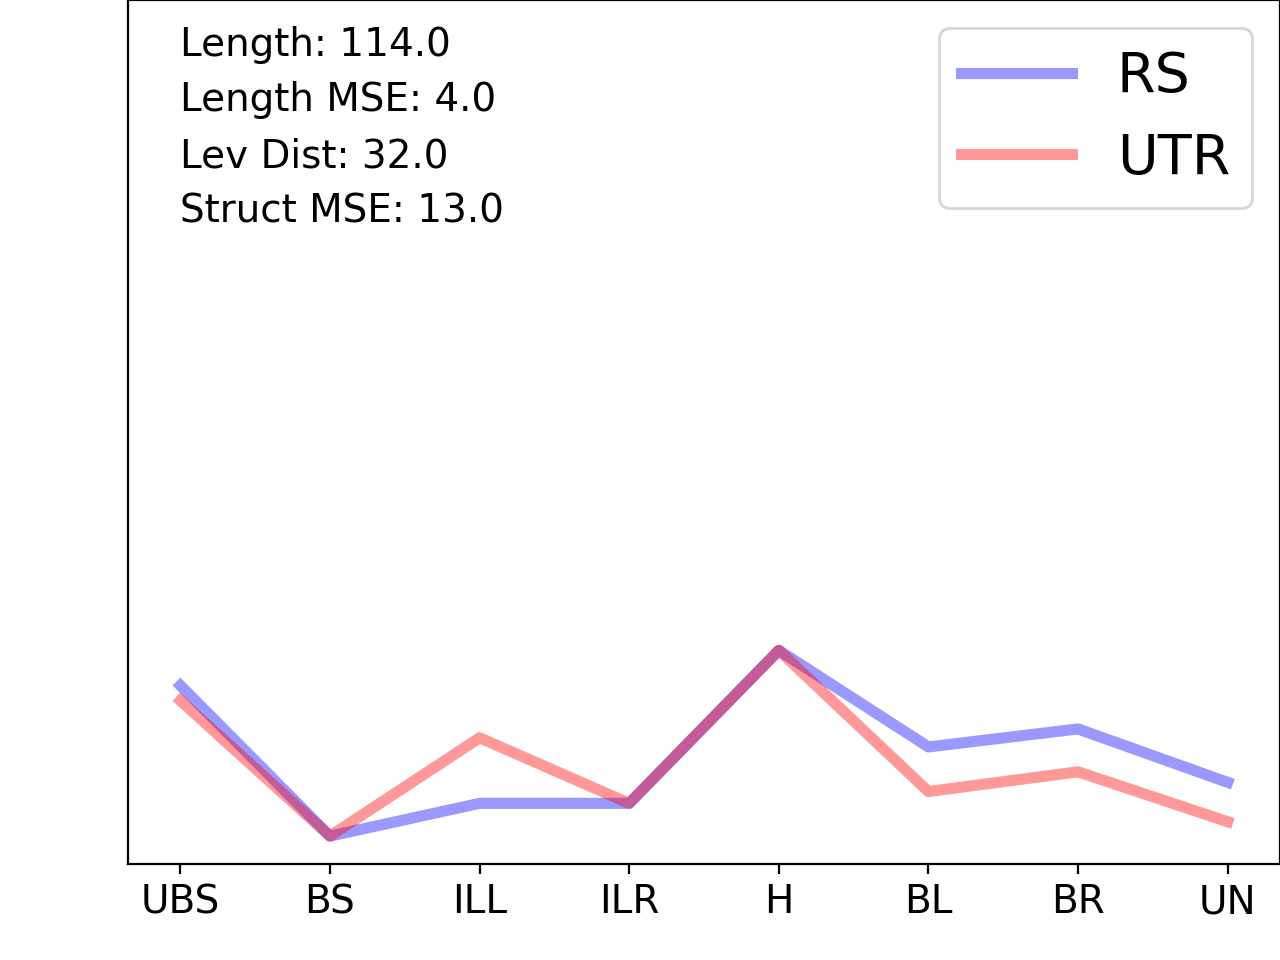 Length: 114.0
Length MSE: 4.0
Lev Dist: 32.0
Struct MSE: 13.0
RS
UTR
UBS BS ILL ILR H BL BR UN